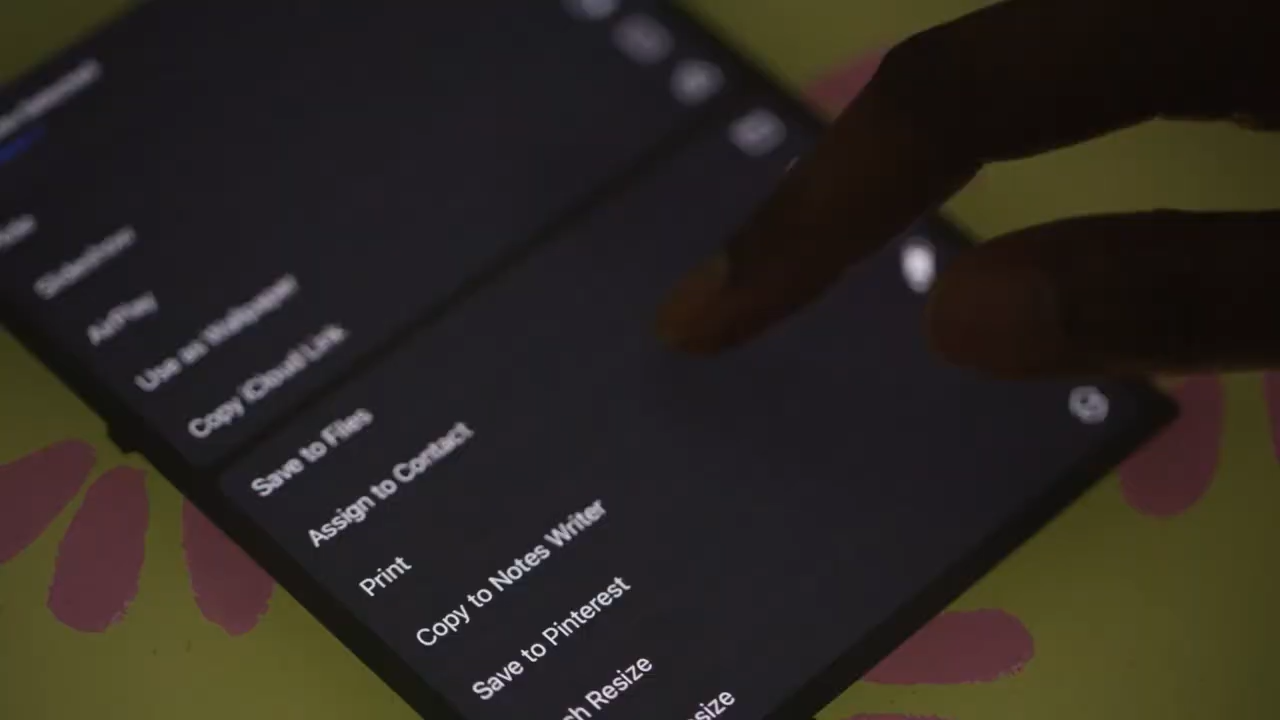 Slideshow
AirPlay
Use as Wallpaper
Copy iCloud Link
Save to Files
Assign to Contact
Print
Copy to Notes Writer
Save to Pinterest
Resize